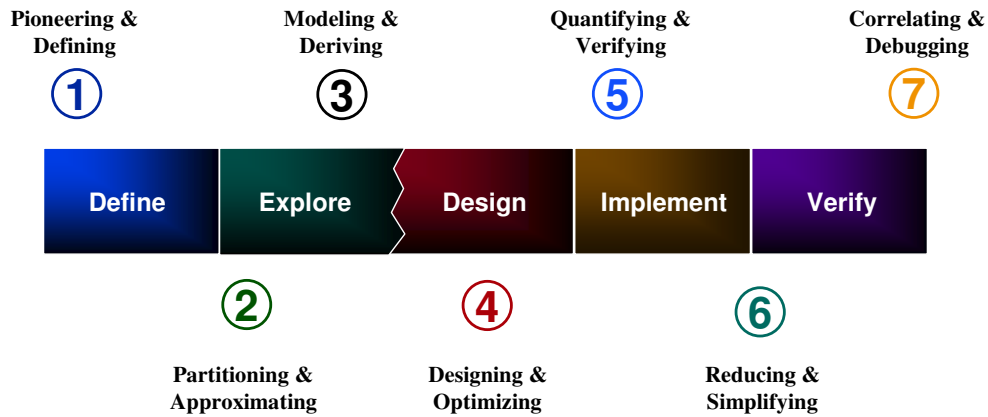 Pioneering &
Defining
Modeling &
Deriving
Quantifying &
Verifying
Correlating &
Debugging
1
3
5
7
Define
Explore
Design
Implement
Verify
2
4
6
Partitioning &
Approximating
Designing &
Optimizing
Reducing &
Simplifying